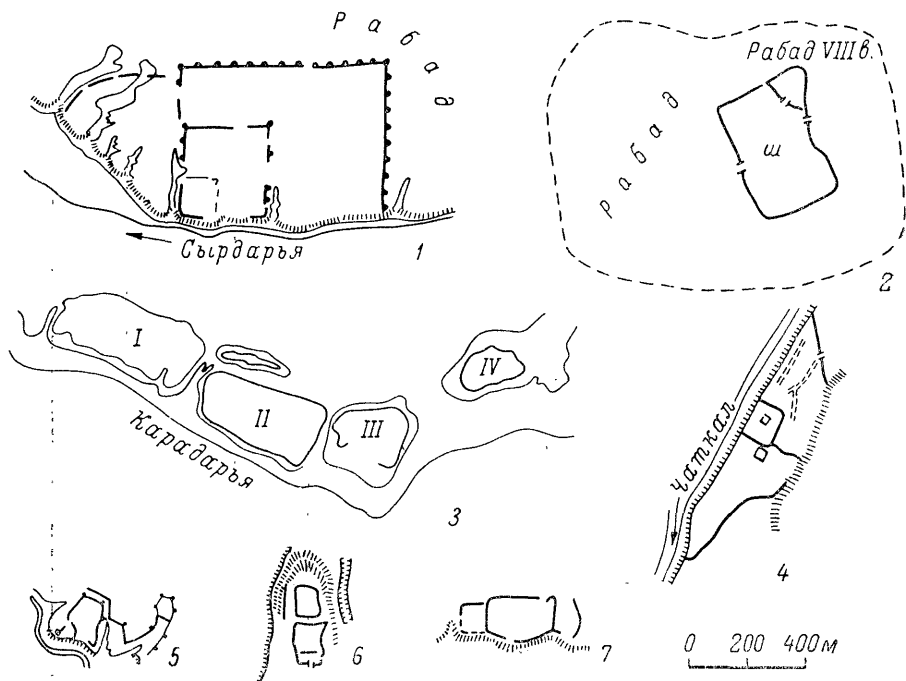 Рабад
Сырдарья
1
Рабад VIII в.
рабад
ш
2
I
II
III
IV
Карадарья
3
Чаткал
4
5
6
7
0 200 400 м